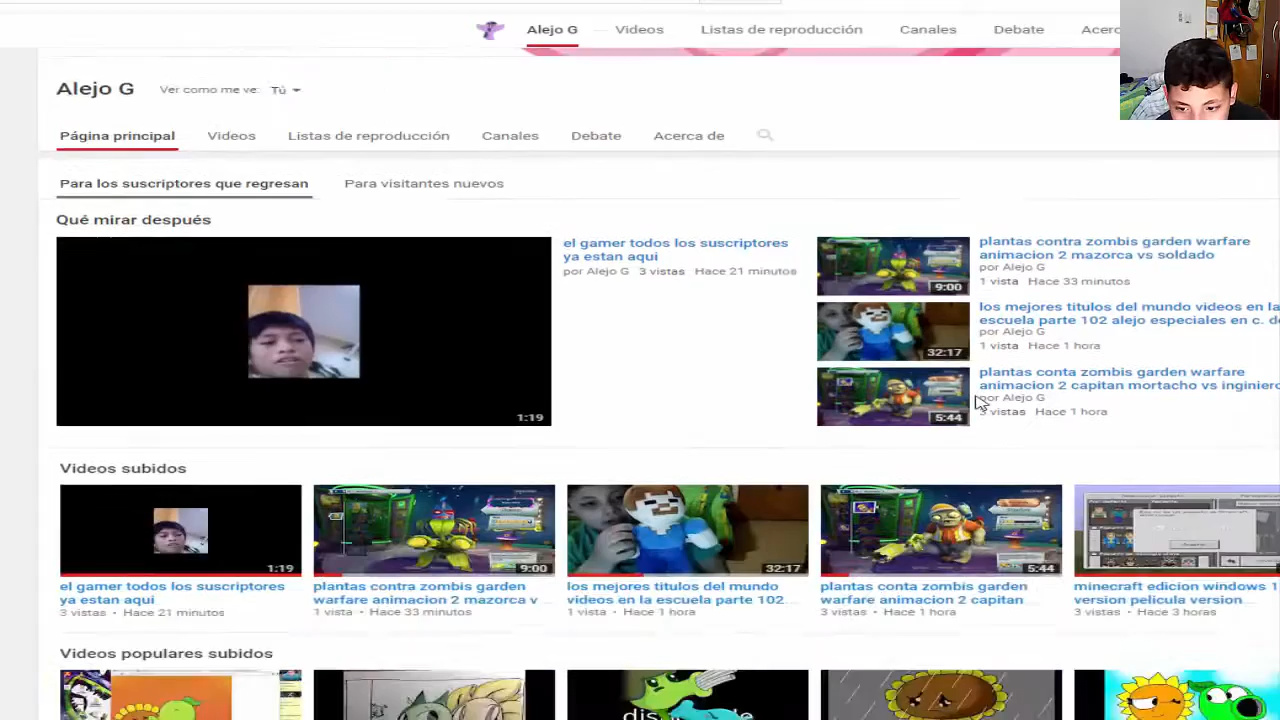 Alejo G Videos Listas de reproducción Canales Debate Acerc
Alejo G Ver como me ve: Tú
Página principal Videos Listas de reproducción Canales Debate Acerca de
Para los suscriptores que regresan Para visitantes nuevos
Qué mirar después
el gamer todos los suscriptores
ya estan aqui
por Alejo G 3 vistas Hace 21 minutos
1:19
plantas contra zombis garden warfare
animacion 2 mazorca vs soldado
por Alejo G
1 vista Hace 33 minutos
9:00
los mejores titulos del mundo videos en la
escuela parte 102 alejo especiales en c. de
por Alejo G
1 vista Hace 1 hora
32:17
plantas conta zombis garden warfare
animacion 2 capitan mortacho vs inginiero
por Alejo G
3 vistas Hace 1 hora
5:44
Videos subidos
1:19 9:00 32:17 5:44
el gamer todos los suscriptores
ya estan aqui
3 vistas • Hace 21 minutos
plantas contra zombis garden
warfare animacion 2 mazorca v...
1 vista • Hace 33 minutos
los mejores titulos del mundo
videos en la escuela parte 102...
1 vista • Hace 1 hora
plantas conta zombis garden
warfare animacion 2 capitan
3 vistas • Hace 1 hora
minecraft edicion windows 1
version pelicula version...
3 vistas • Hace 3 horas
Videos populares subidos